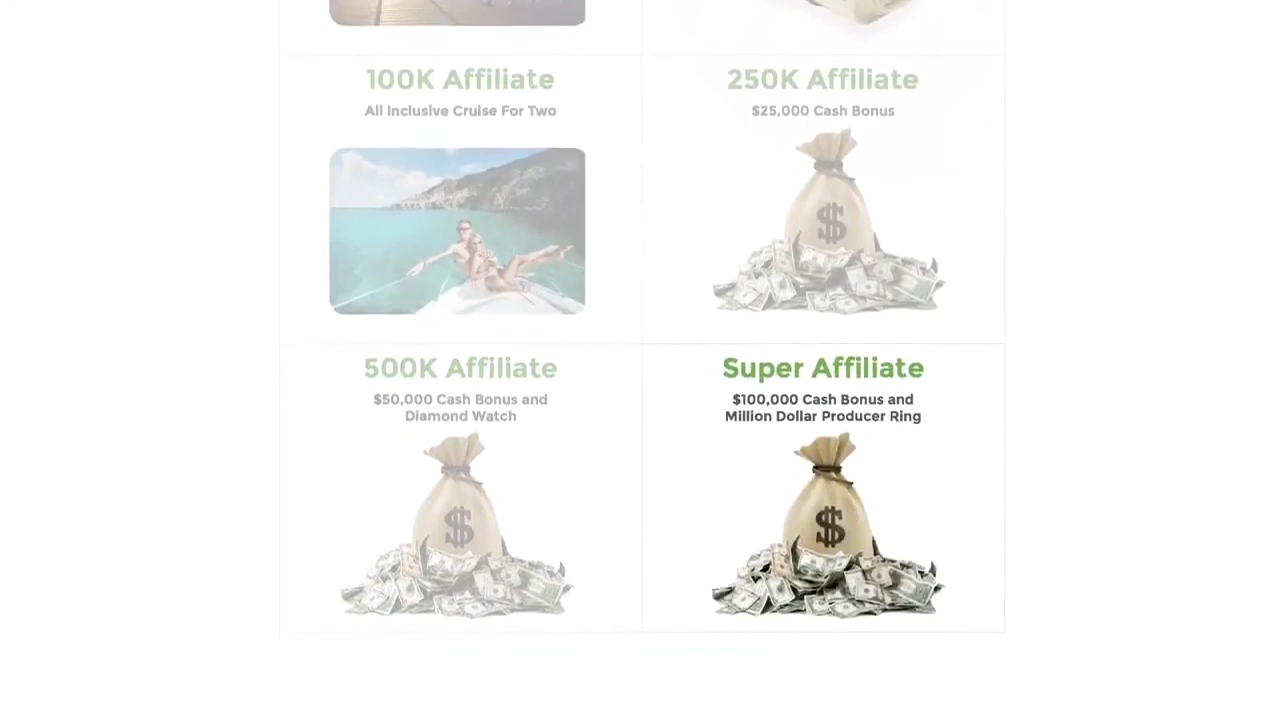 100K Affiliate
All Inclusive Cruise For Two
250K Affiliate
$25,000 Cash Bonus
$
500K Affiliate
$50,000 Cash Bonus and
Diamond Watch
$
Super Affiliate
$100,000 Cash Bonus and
Million Dollar Producer Ring
$